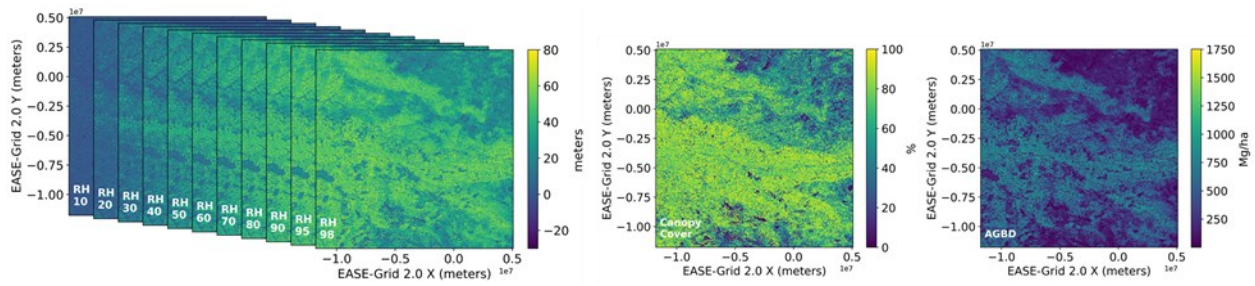 1e7
0.50
0.25
0.00
−0.25
−0.50
−0.75
−1.00
EASE-Grid 2.0 Y (meters)
RH
10
RH
20
RH
30
RH
40
RH
50
RH
60
RH
70
RH
80
RH
90
RH
95
RH
98
−1.0
−0.5
0.0
0.5
1e7
EASE-Grid 2.0 X (meters)
80
60
40
20
0
−20
meters
1e7
0.50
0.25
0.00
−0.25
−0.50
−0.75
−1.00
EASE-Grid 2.0 Y (meters)
Canopy
Cover
−1.0
−0.5
0.0
0.5
1e7
EASE-Grid 2.0 X (meters)
100
80
60
40
20
0
%
1e7
0.50
0.25
0.00
−0.25
−0.50
−0.75
−1.00
EASE-Grid 2.0 Y (meters)
AGBD
−1.0
−0.5
0.0
0.5
1e7
EASE-Grid 2.0 X (meters)
1750
1500
1250
1000
750
500
250
Mg/ha